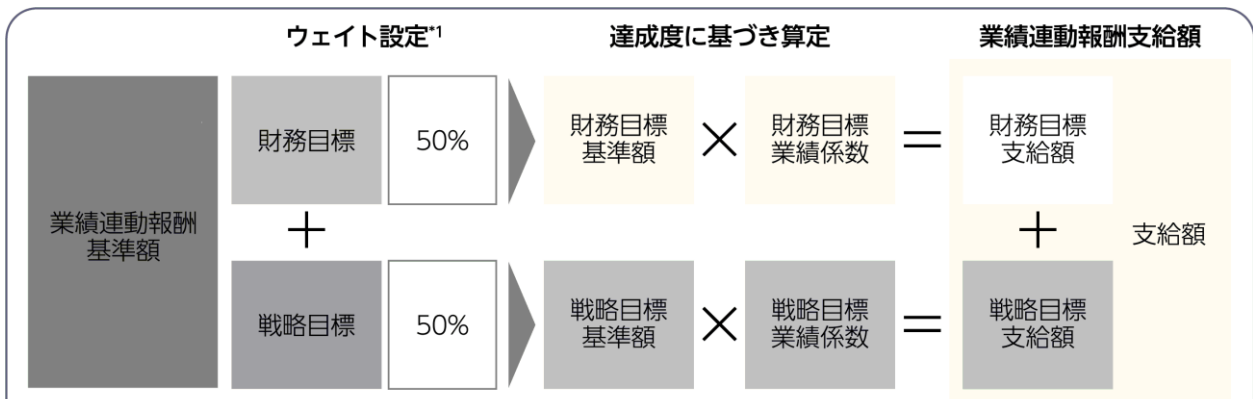 ウェイト設定*1
達成度に基づき算定
業績連動報酬支給額
業績連動報酬
基準額
財務目標
50%
財務目標
基準額
×
財務目標
業績係数
=
財務目標
支給額
+
+
支給額
戦略目標
50%
戦略目標
基準額
×
戦略目標
業績係数
=
戦略目標
支給額